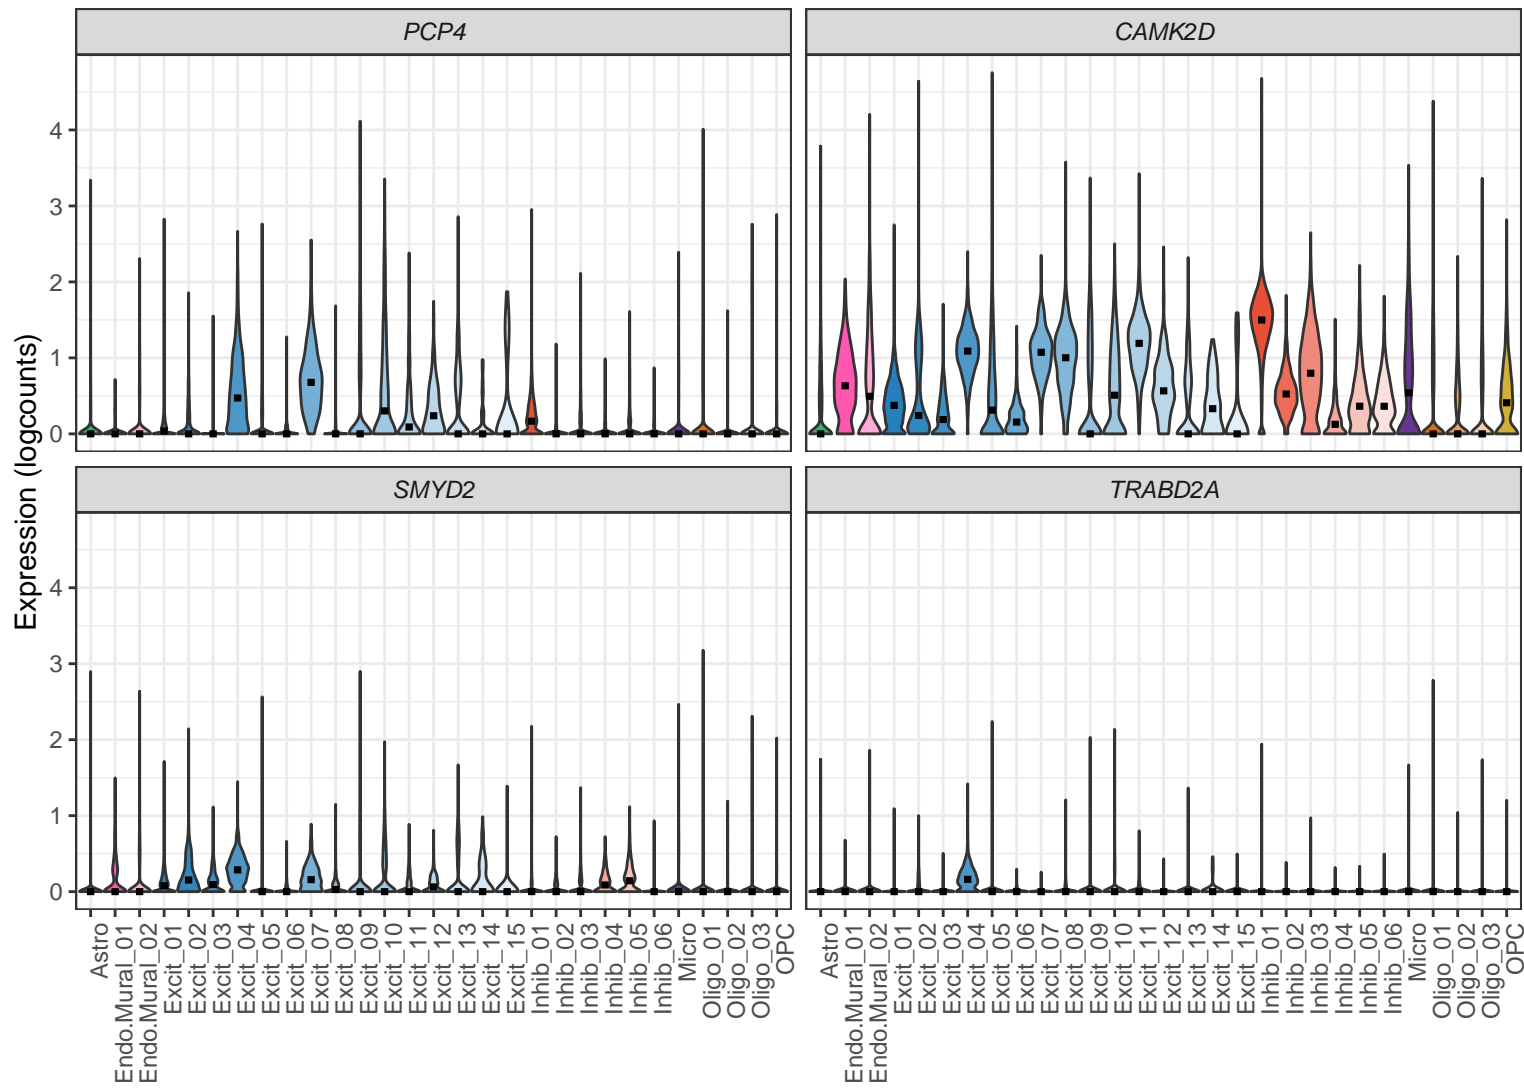 PCP4
CAMK2D
4
3
2
1
0
SMYD2
TRABD2A
4
3
2
1
0
Expression (logcounts)
Astro
Endo.Mural_01
Endo.Mural_02
Excit_01
Excit_02
Excit_03
Excit_04
Excit_05
Excit_06
Excit_07
Excit_08
Excit_09
Excit_10
Excit_11
Excit_12
Excit_13
Excit_14
Excit_15
Inhib_01
Inhib_02
Inhib_03
Inhib_04
Inhib_05
Inhib_06
Micro
Oligo_01
Oligo_02
Oligo_03
OPC
Astro
Endo.Mural_01
Endo.Mural_02
Excit_01
Excit_02
Excit_03
Excit_04
Excit_05
Excit_06
Excit_07
Excit_08
Excit_09
Excit_10
Excit_11
Excit_12
Excit_13
Excit_14
Excit_15
Inhib_01
Inhib_02
Inhib_03
Inhib_04
Inhib_05
Inhib_06
Micro
Oligo_01
Oligo_02
Oligo_03
OPC